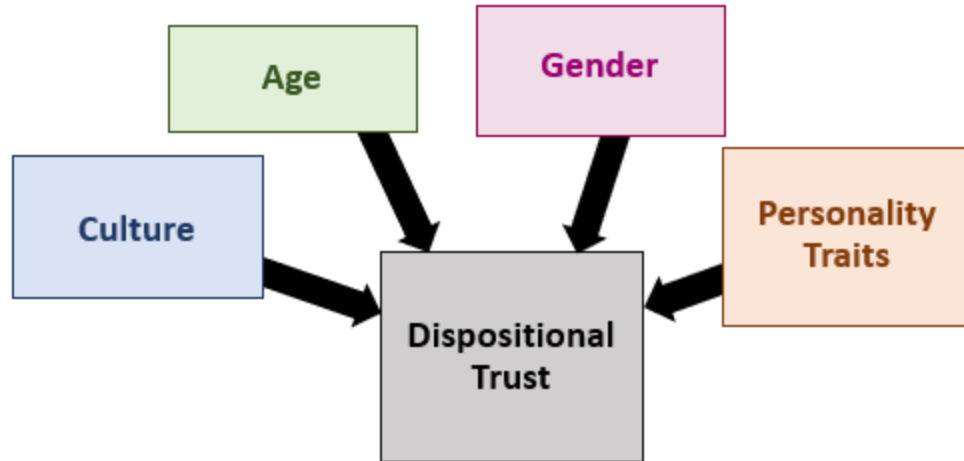 Age
Gender
Culture
Personality
Traits
Dispositional
Trust